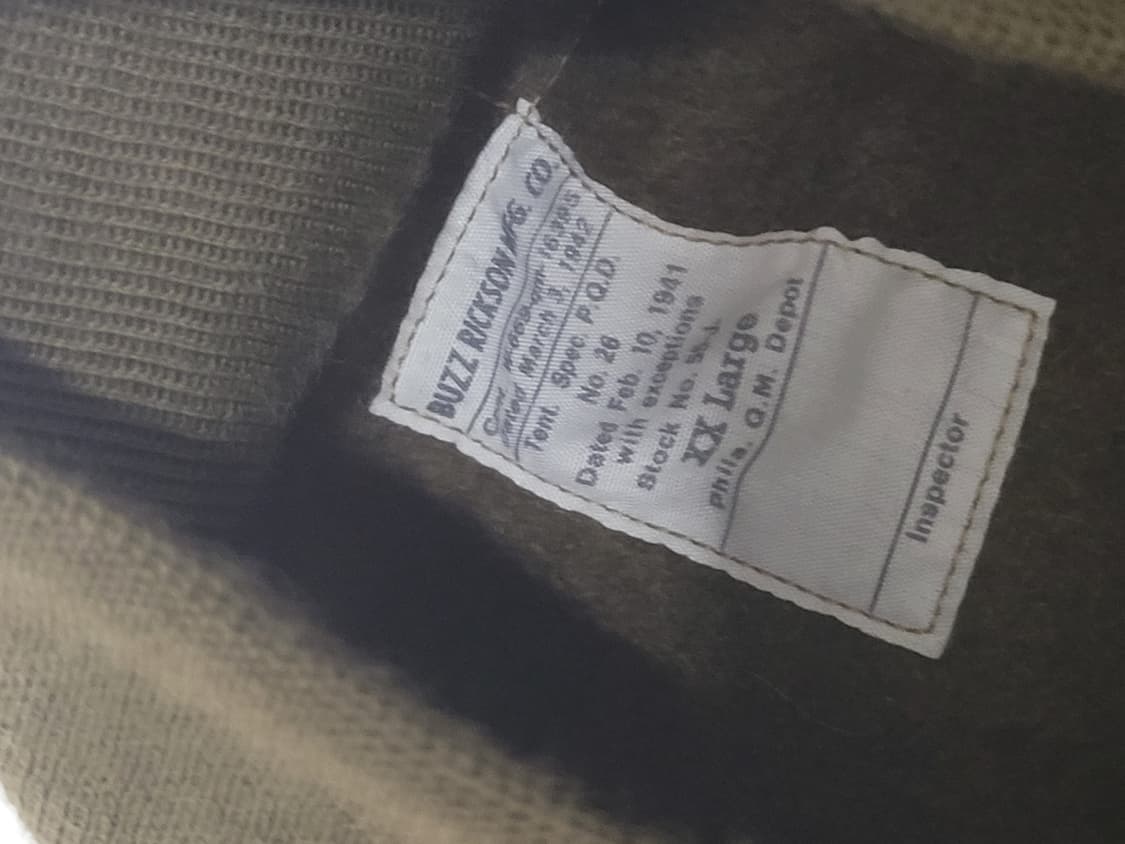 BUZZ RICKSON MFG. CO.
Dated March 3, 1942
Tent. Spec. P.Q.D.
No. 26
Dated Feb. 10, 1941
with exceptions
Stock No.
XX Large
Phila. Q.M. Depot
Inspector